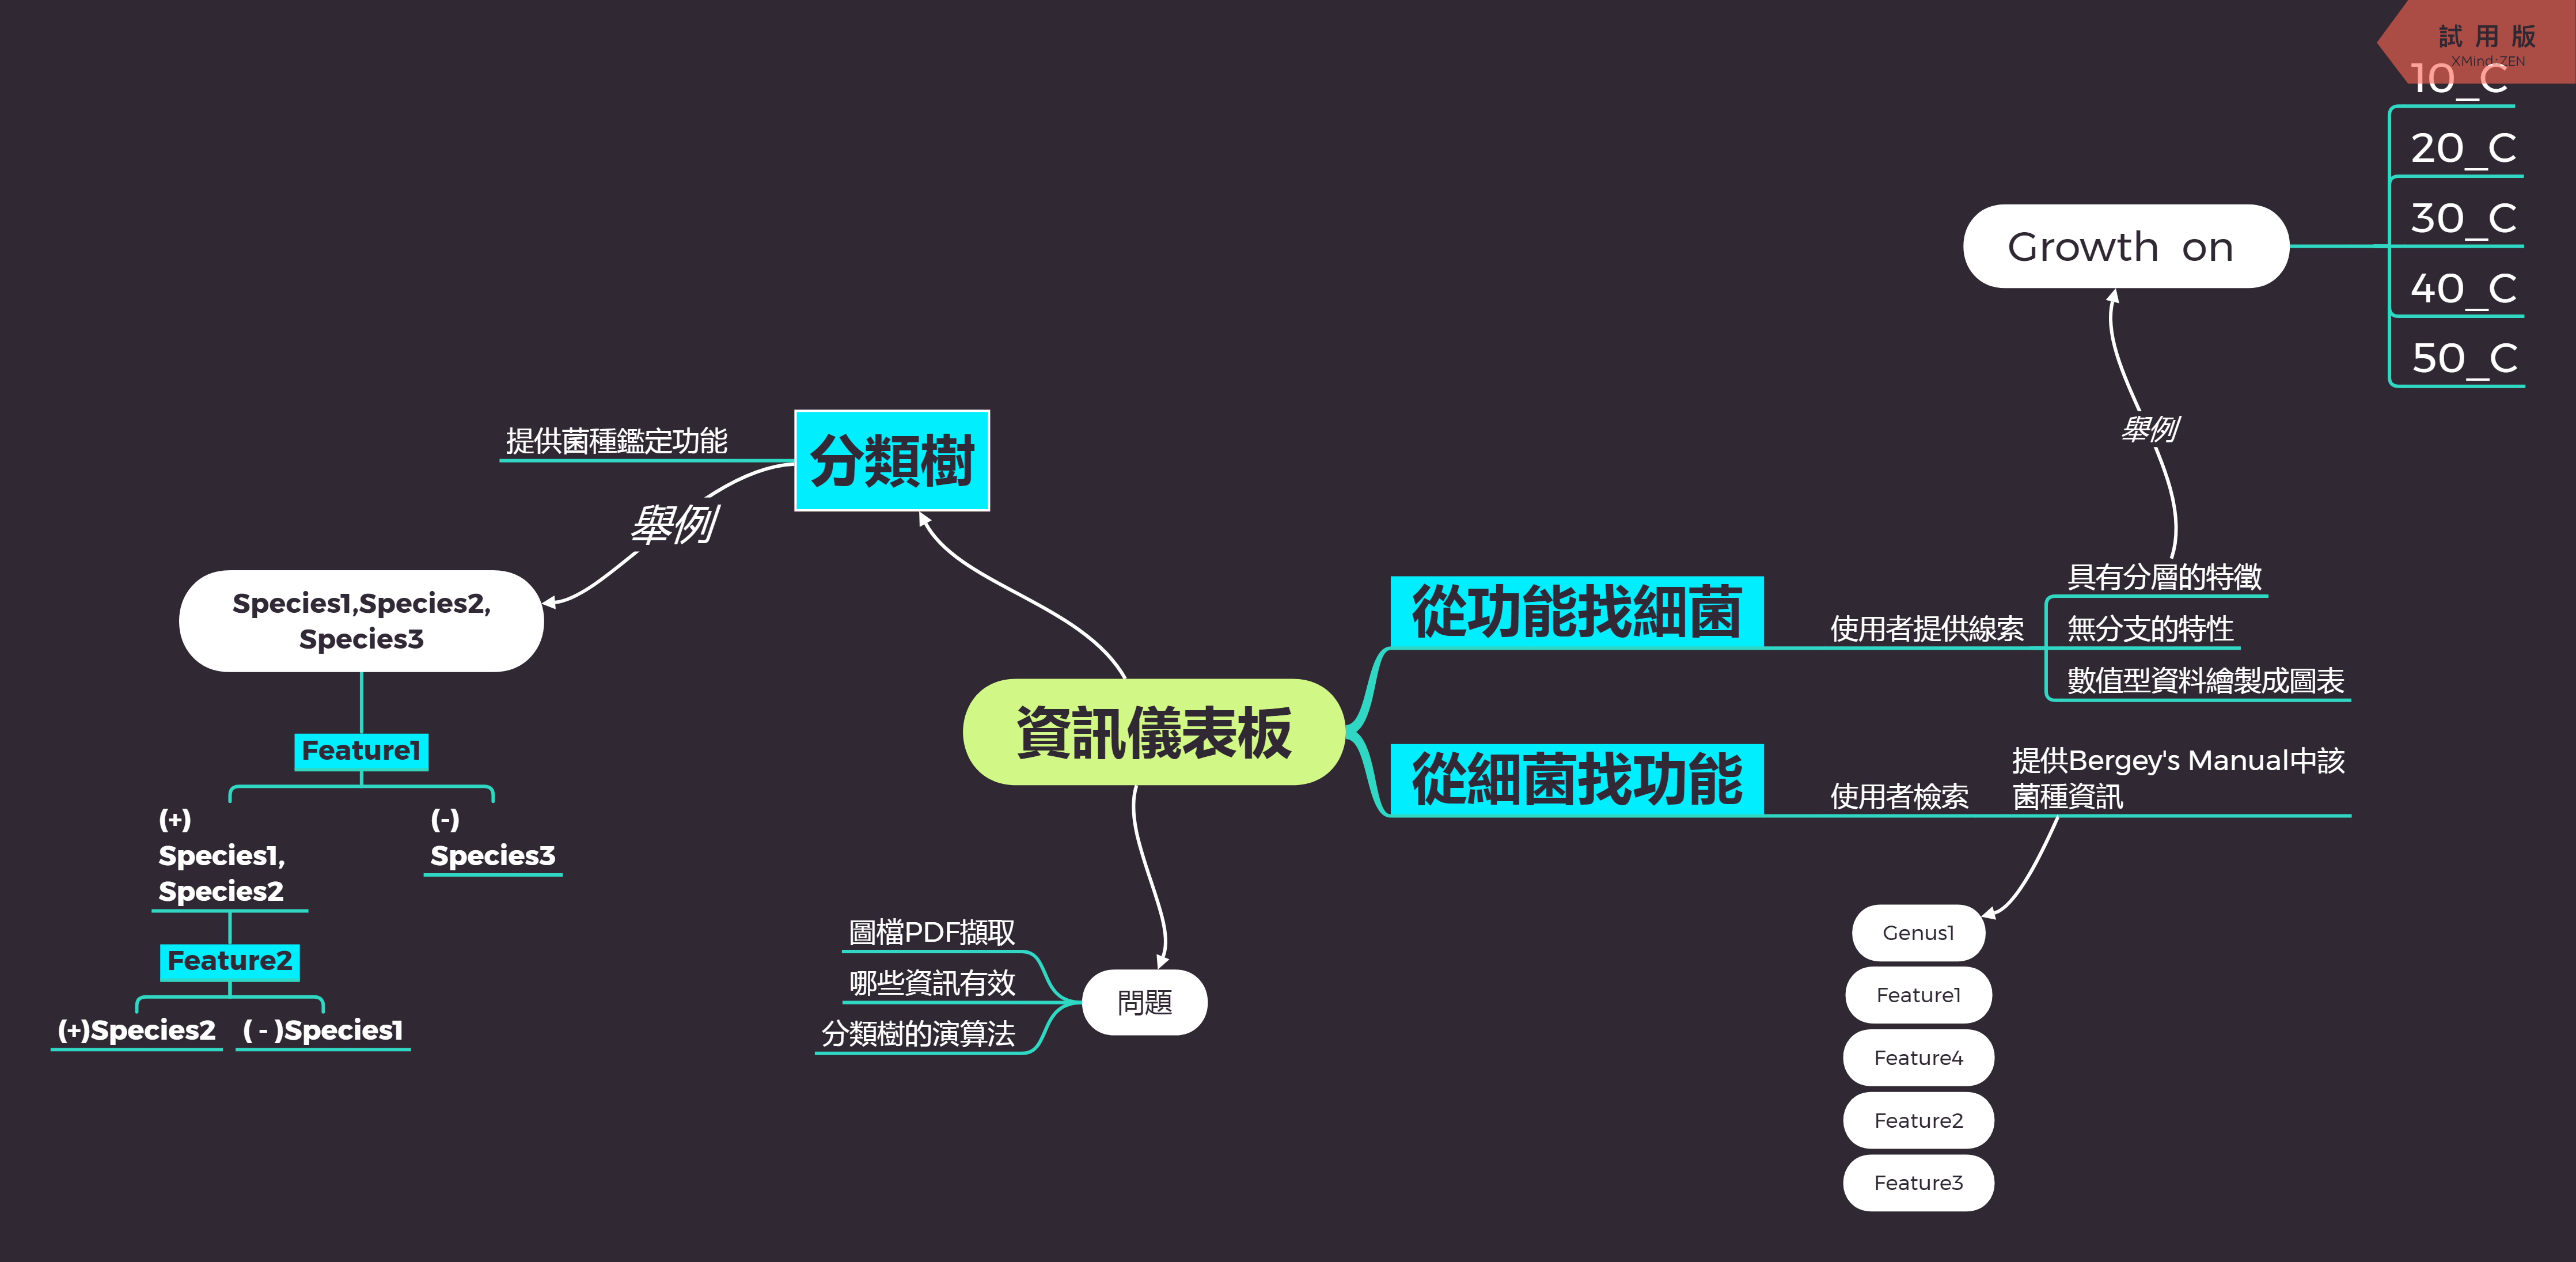 試用版
XMind:ZEN
10_C
20_C
30_C
40_C
50_C
Growth on
舉例
提供菌種鑑定功能
分類樹
舉例
Species1,Species2,
Species3
Feature1
(+)
Species1,
Species2
(-)
Species3
Feature2
(+)Species2
( - )Species1
資訊儀表板
從功能找細菌
使用者提供線索
具有分層的特徵
無分支的特性
數值型資料繪製成圖表
從細菌找功能
使用者檢索
提供Bergey's Manual中該
菌種資訊
Genus1
Feature1
Feature4
Feature2
Feature3
問題
圖檔PDF擷取
哪些資訊有效
分類樹的演算法